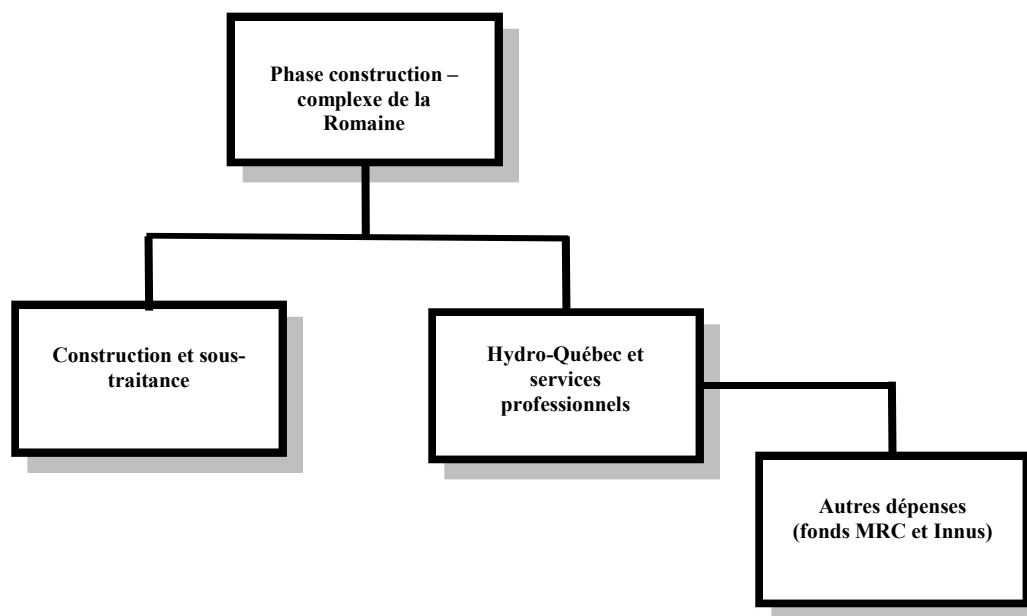 Phase construction –
complexe de la
Romaine
Construction et sous-
traitance
Hydro-Québec et
services
professionnels
Autres dépenses
(fonds MRC et Innus)